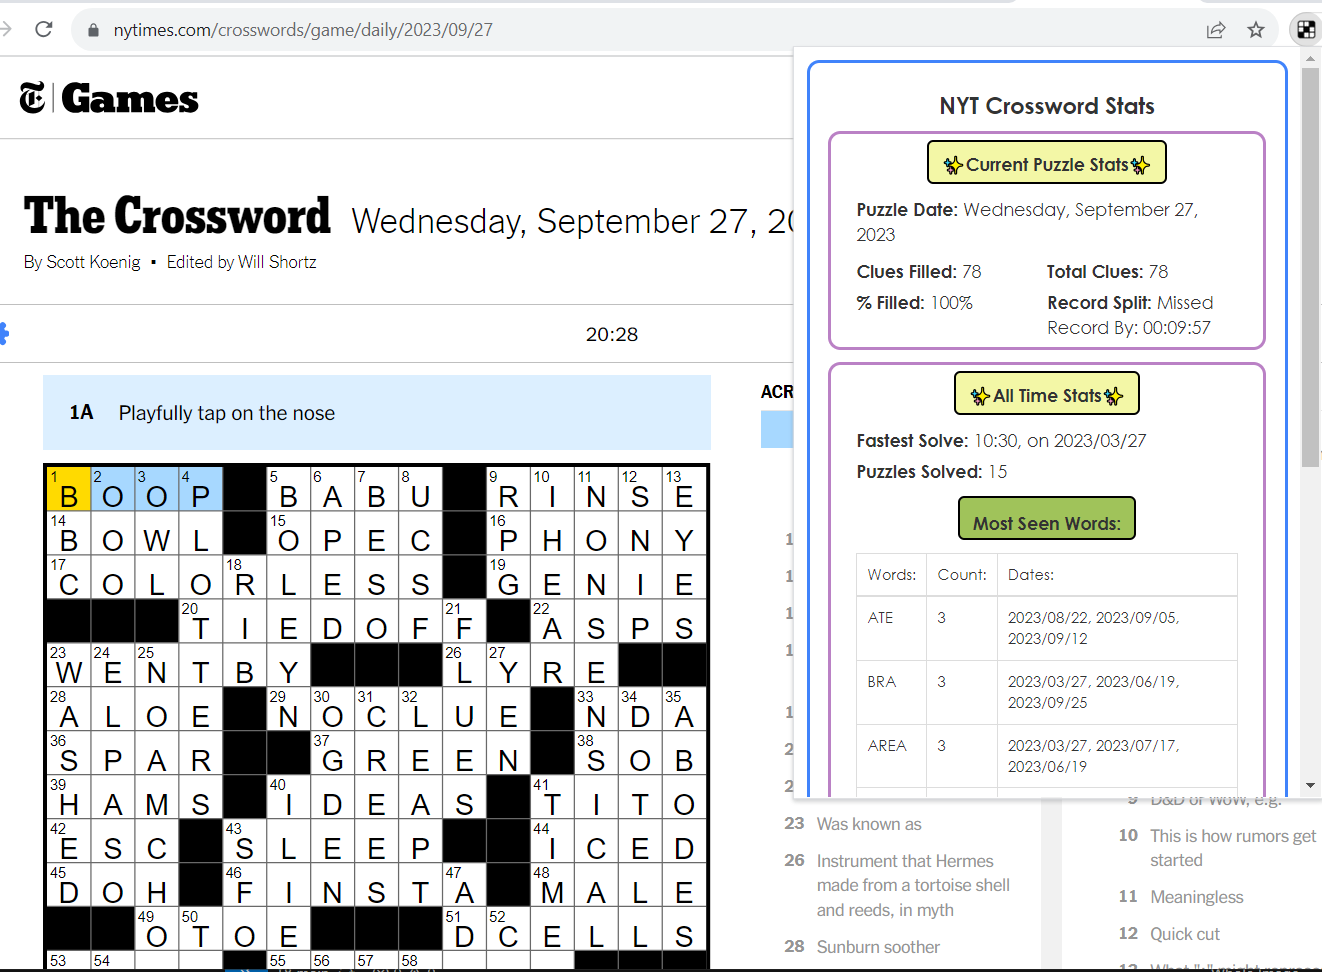 nytimes.com/crosswords/game/daily/2023/09/27
Games
The Crossword Wednesday, September 27, 20
By Scott Koenig ▪ Edited by Will Shortz
20:28
1A Playfully tap on the nose
1 B 2 O 3 O 4 P 5 B 6 A 7 B 8 U 9 R 10 I 11 N 12 S 13 E
14 B O W L 15 O P E C 16 P H O N Y
17 C O L O 18 R L E S S 19 G E N I E
20 T I E D O F 21 F 22 A S P S
23 W 24 E 25 N T B Y 26 L 27 Y R E
28 A L O E 29 N 30 O 31 C 32 L U E 33 N 34 D 35 A
36 S P A R 37 G R E E N 38 S O B
39 H A M S 40 I D E A S 41 T I T O
42 E S C 43 S L E E P 44 I C E D
45 D O H 46 F I N S T 47 A 48 M A L E
49 O 50 T O E 51 D 52 C E L L S
53 54 55 56 57 58
ACR
23 Was known as
26 Instrument that Hermes
made from a tortoise shell
and reeds, in myth
28 Sunburn soother
9 D&D or WoW, e.g.
10 This is how rumors get
started
11 Meaningless
12 Quick cut
NYT Crossword Stats
✨Current Puzzle Stats✨
Puzzle Date: Wednesday, September 27,
2023
Clues Filled: 78 Total Clues: 78
% Filled: 100% Record Split: Missed
Record By: 00:09:57
✨All Time Stats✨
Fastest Solve: 10:30, on 2023/03/27
Puzzles Solved: 15
Most Seen Words:
Words: Count: Dates:
ATE 3 2023/08/22, 2023/09/05,
2023/09/12
BRA 3 2023/03/27, 2023/06/19,
2023/09/25
AREA 3 2023/03/27, 2023/07/17,
2023/06/19